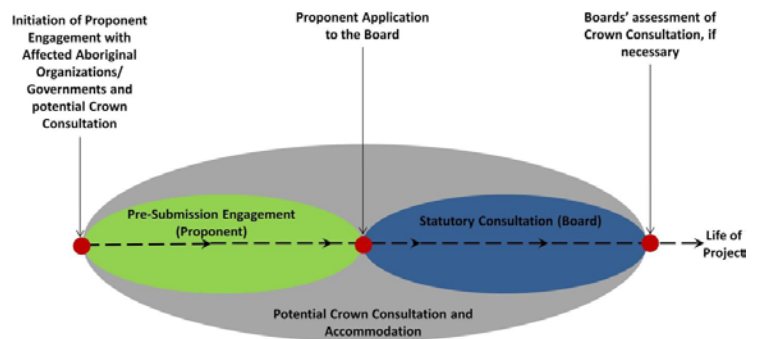 Initiation of Proponent
Engagement with
Affected Aboriginal
Organizations/
Governments and
potential Crown
Consultation
Proponent Application
to the Board
Boards' assessment of
Crown Consultation, if
necessary
Pre-Submission Engagement
(Proponent)
Statutory Consultation (Board)
Life of
Project
Potential Crown Consultation and
Accommodation